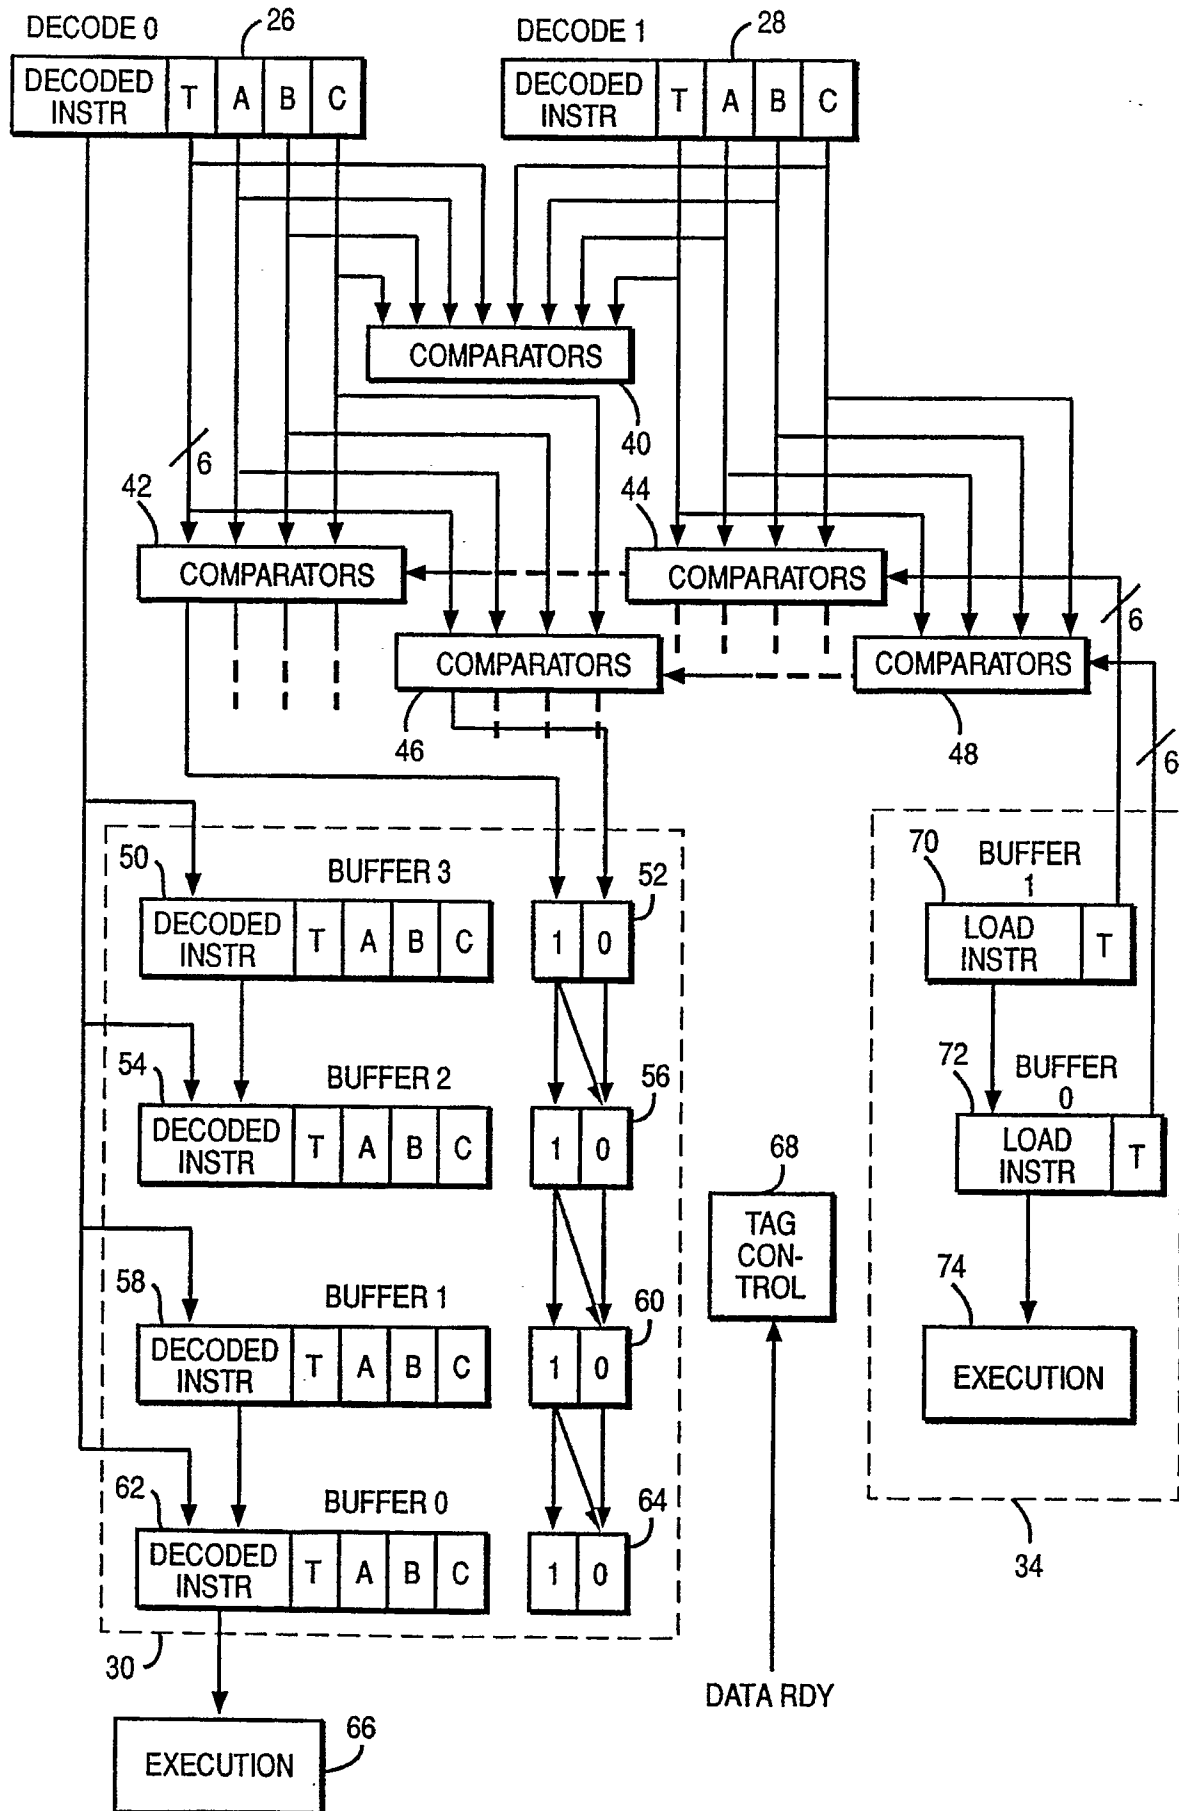 DECODE 0
26
DECODE 1
28
DECODED
INSTR
T
A
B
C
DECODED
INSTR
T
A
B
C
COMPARATORS
40
6
42
44
COMPARATORS
COMPARATORS
6
COMPARATORS
COMPARATORS
46
48
6
50
BUFFER 3
52
70
BUFFER
1
DECODED
INSTR
T
A
B
C
1
0
LOAD
INSTR
T
54
BUFFER 2
56
72
BUFFER
0
DECODED
INSTR
T
A
B
C
1
0
68
LOAD
INSTR
T
TAG
CON-
TROL
58
BUFFER 1
60
74
DECODED
INSTR
T
A
B
C
1
0
EXECUTION
62
BUFFER 0
64
DECODED
INSTR
T
A
B
C
1
0
34
30
DATA RDY
66
EXECUTION